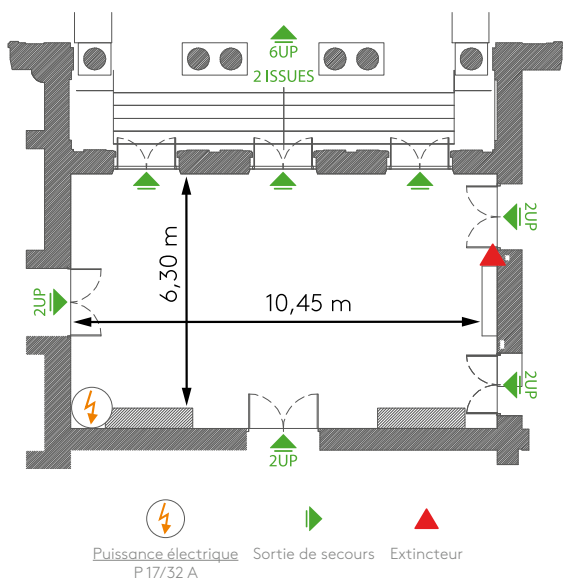 6UP
2 ISSUES
2UP
6,30 m
10,45 m
2UP
2UP
2UP
Puissance électrique
P 17/32 A
Sortie de secours
Extincteur